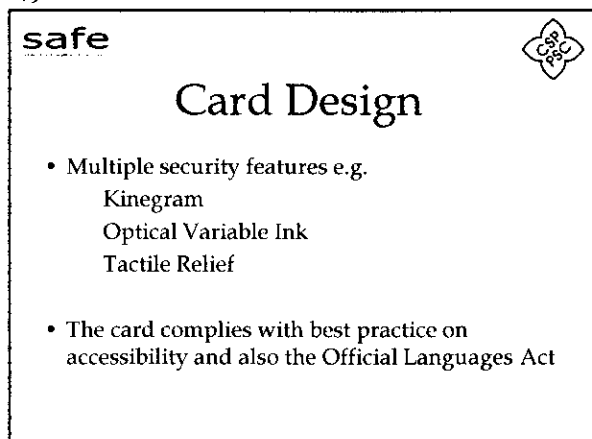 safe
CSP
PSC
Card Design
• Multiple security features e.g.
Kinegram
Optical Variable Ink
Tactile Relief
• The card complies with best practice on
accessibility and also the Official Languages Act